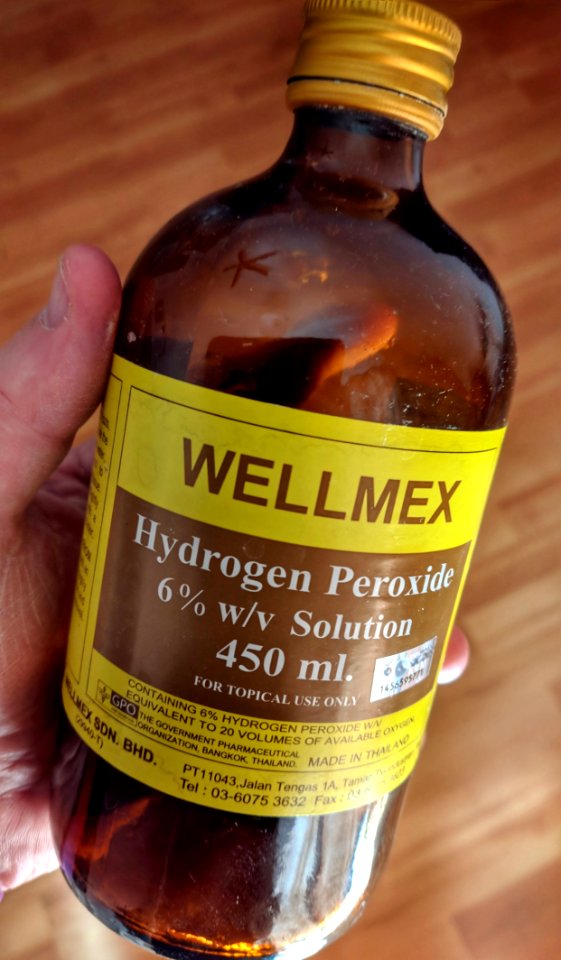 WELLMEX
Hydrogen Peroxide
6% w/v Solution
450 ml.
FOR TOPICAL USE ONLY
CONTAINING 6% HYDROGEN PEROXIDE W/V
EQUIVALENT TO 20 VOLUMES OF AVAILABLE OXYGEN
GPO THE GOVERNMENT PHARMACEUTICAL
ORGANIZATION, BANGKOK, THAILAND. MADE IN THAILAND
WELLMEX SDN. BHD.
PT11043,Jalan Tengas 1A,
Tel : 03-6075 3632 Fax :